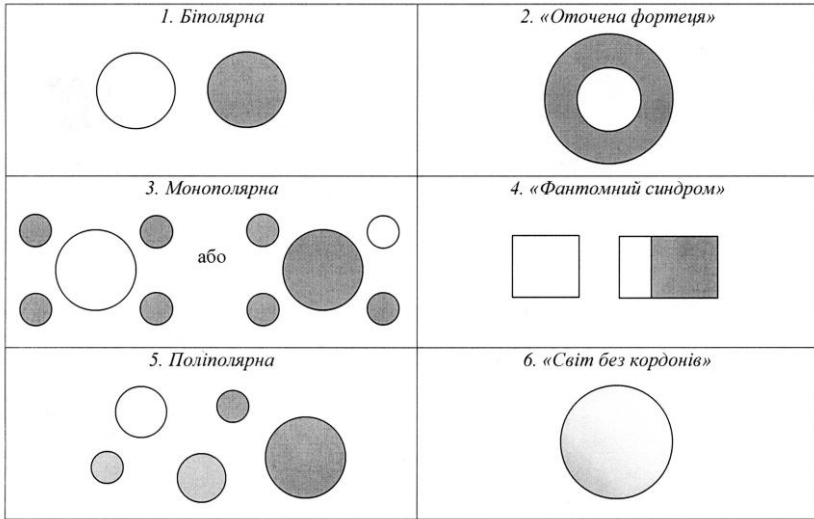 1. Біполярна
2. «Оточена фортеця»
3. Монополярна
або
4. «Фантомний синдром»
5. Поліполярна
6. «Світ без кордонів»